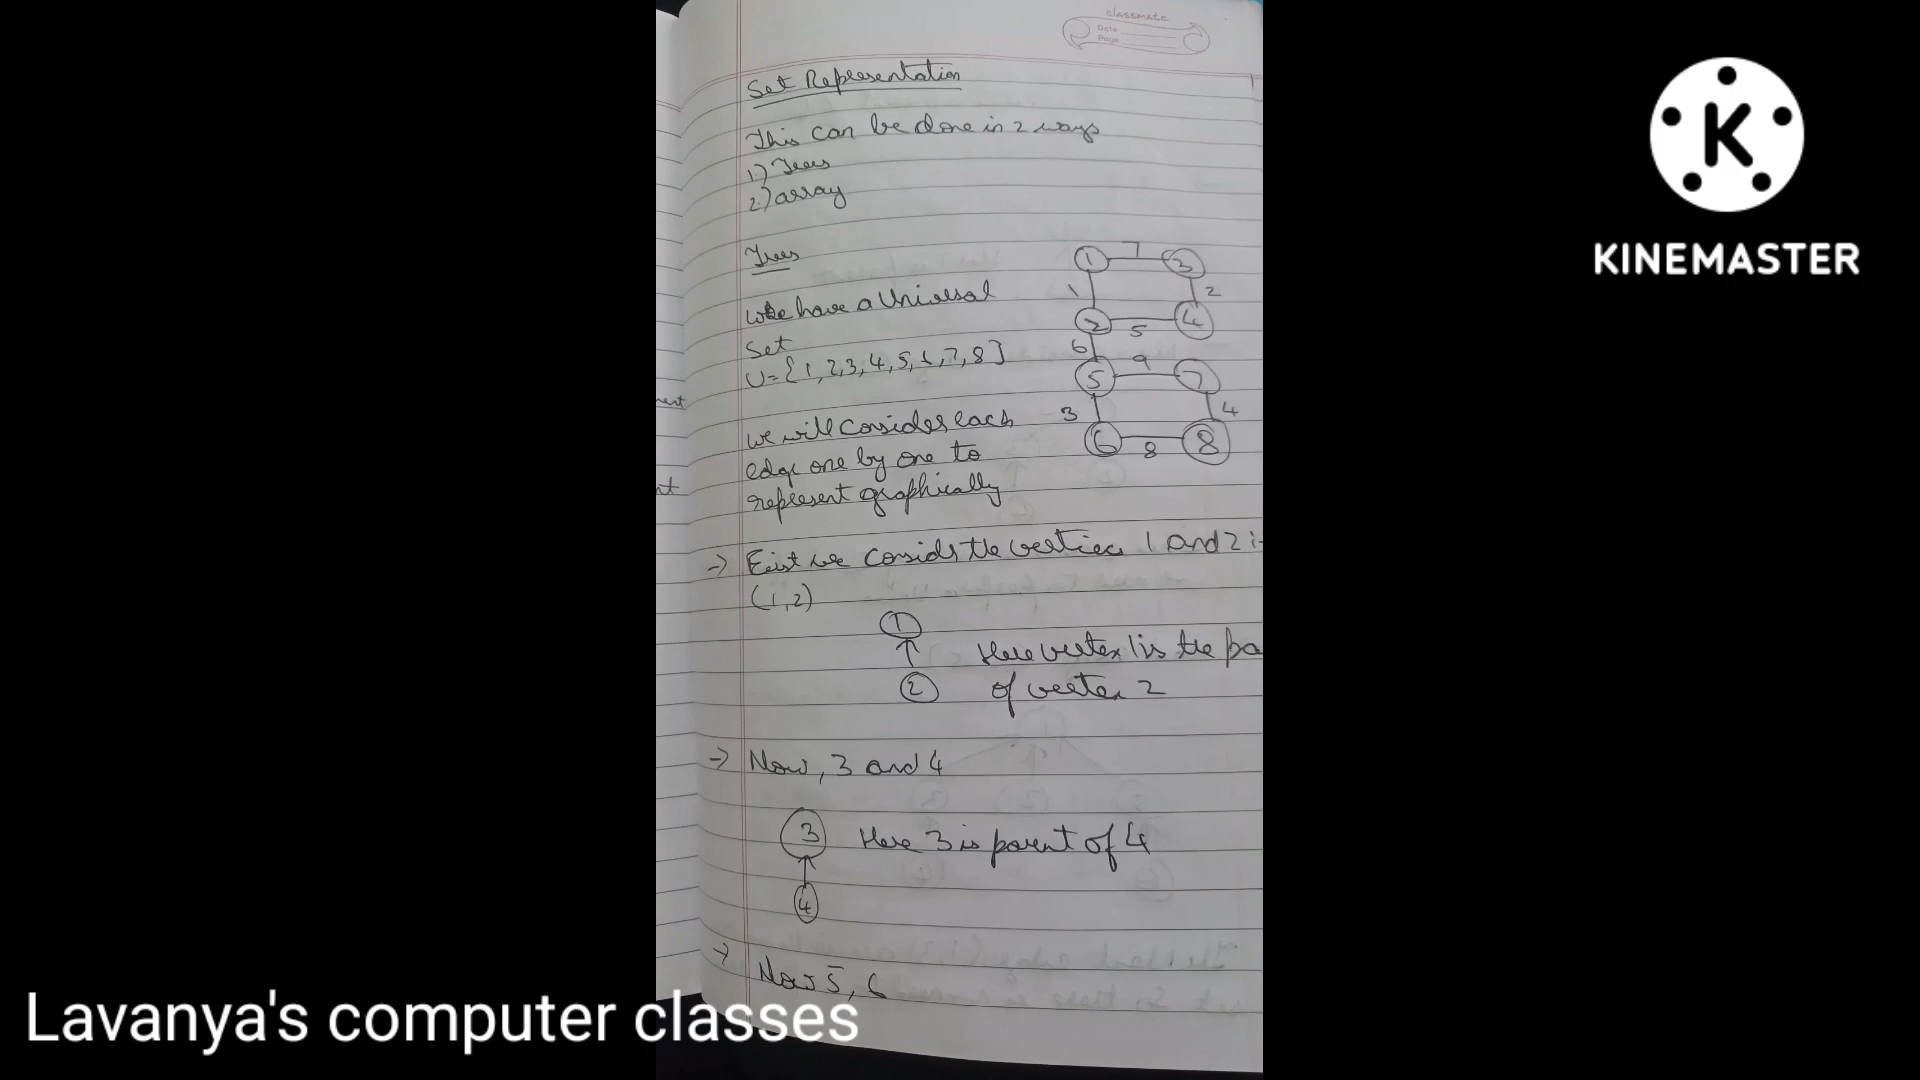 classmate
Date
Page
Set Representation
This can be done in 2 ways
1.) Trees
2.) array
Trees
we have a Universal
Set
U={1,2,3,4,5,6,7,8}
1 7 3
1 2
2 5 4
6
5 9 7
3 4
6 8 8
we will consider each
edge one by one to
represent graphically
→ First we consider the vertices 1 and 2 i
(1,2)
1
Here vertex 1 is the pa
2 of vertex 2
→ Now, 3 and 4
3 Here 3 is parent of 4
4
→ Now 5, 6
K
KINEMASTER
Lavanya's computer classes